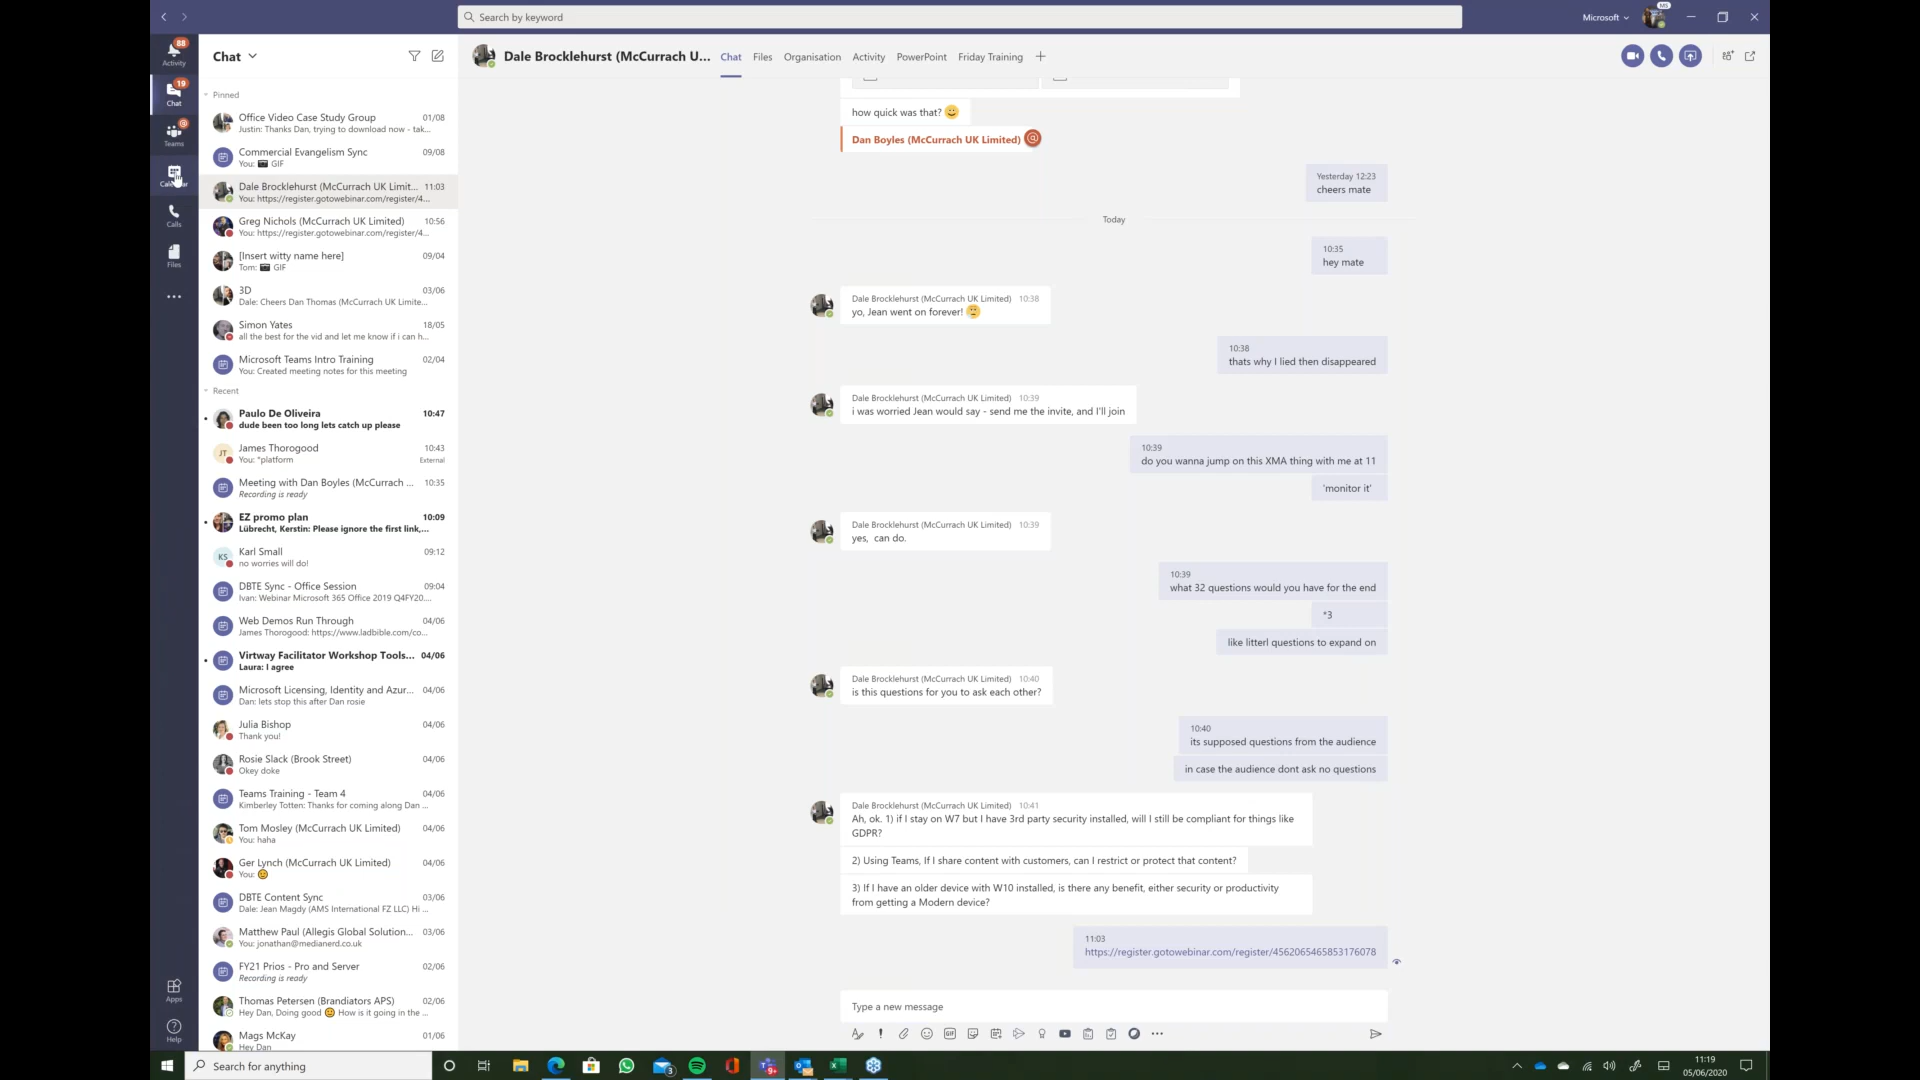 Search by keyword
Microsoft
MS
88
Activity
19
Chat
Teams
Calls
Files
Apps
Help
Chat
Pinned
Office Video Case Study Group 01/08
Justin: Thanks Dan, trying to download now - tak...
Commercial Evangelism Sync 09/08
You: GIF
Dale Brocklehurst (McCurrach UK Limit... 11:03
You: https://register.gotowebinar.com/register/4...
Greg Nichols (McCurrach UK Limited) 10:56
You: https://register.gotowebinar.com/register/4...
[Insert witty name here] 09/04
Tom: GIF
3D 03/06
Dale: Cheers Dan Thomas (McCurrach UK Limite...
Simon Yates 18/05
all the best for the vid and let me know if i can h...
Microsoft Teams Intro Training 02/04
You: Created meeting notes for this meeting
Recent
Paulo De Oliveira 10:47
dude been too long lets catch up please
JT
James Thorogood 10:43
You: *platform External
Meeting with Dan Boyles (McCurrach ... 10:35
Recording is ready
EZ promo plan 10:09
Lübrecht, Kerstin: Please ignore the first link,...
KS
Karl Small 09:12
no worries will do!
DBTE Sync - Office Session 09:04
Ivan: Webinar Microsoft 365 Office 2019 Q4FY20....
Web Demos Run Through 04/06
James Thorogood: https://www.ladbible.com/co...
Virtway Facilitator Workshop Tools... 04/06
Laura: I agree
Microsoft Licensing, Identity and Azur... 04/06
Dan: lets stop this after Dan rosie
Julia Bishop 04/06
Thank you!
Rosie Slack (Brook Street) 04/06
Okey doke
Teams Training - Team 4 04/06
Kimberley Totten: Thanks for coming along Dan ...
Tom Mosley (McCurrach UK Limited) 04/06
You: haha
Ger Lynch (McCurrach UK Limited) 04/06
You:
DBTE Content Sync 03/06
Dale: Jean Magdy (AMS International FZ LLC) Hi ...
Matthew Paul (Allegis Global Solution... 03/06
You: jonathan@medianerd.co.uk
FY21 Prios - Pro and Server 02/06
Recording is ready
Thomas Petersen (Brandiators APS) 02/06
Hey Dan, Doing good 🙂 How is it going in the ...
Mags McKay 01/06
Hey Dan
Dale Brocklehurst (McCurrach U... Chat Files Organisation Activity PowerPoint Friday Training
how quick was that? 😀
Dan Boyles (McCurrach UK Limited) @
Yesterday 12:23
cheers mate
Today
10:35
hey mate
Dale Brocklehurst (McCurrach UK Limited) 10:38
yo, Jean went on forever!
10:38
thats why I lied then disappeared
Dale Brocklehurst (McCurrach UK Limited) 10:39
i was worried Jean would say - send me the invite, and I'll join
10:39
do you wanna jump on this XMA thing with me at 11
'monitor it'
Dale Brocklehurst (McCurrach UK Limited) 10:39
yes, can do.
10:39
what 32 questions would you have for the end
*3
like litterl questions to expand on
Dale Brocklehurst (McCurrach UK Limited) 10:40
is this questions for you to ask each other?
10:40
its supposed questions from the audience
in case the audience dont ask no questions
Dale Brocklehurst (McCurrach UK Limited) 10:41
Ah, ok. 1) if I stay on W7 but I have 3rd party security installed, will I still be compliant for things like
GDPR?
2) Using Teams, If I share content with customers, can I restrict or protect that content?
3) If I have an older device with W10 installed, is there any benefit, either security or productivity
from getting a Modern device?
11:03
https://register.gotowebinar.com/register/4562065465853176078
Type a new message
GIF
Search for anything
3
9+
11:19
05/06/2020